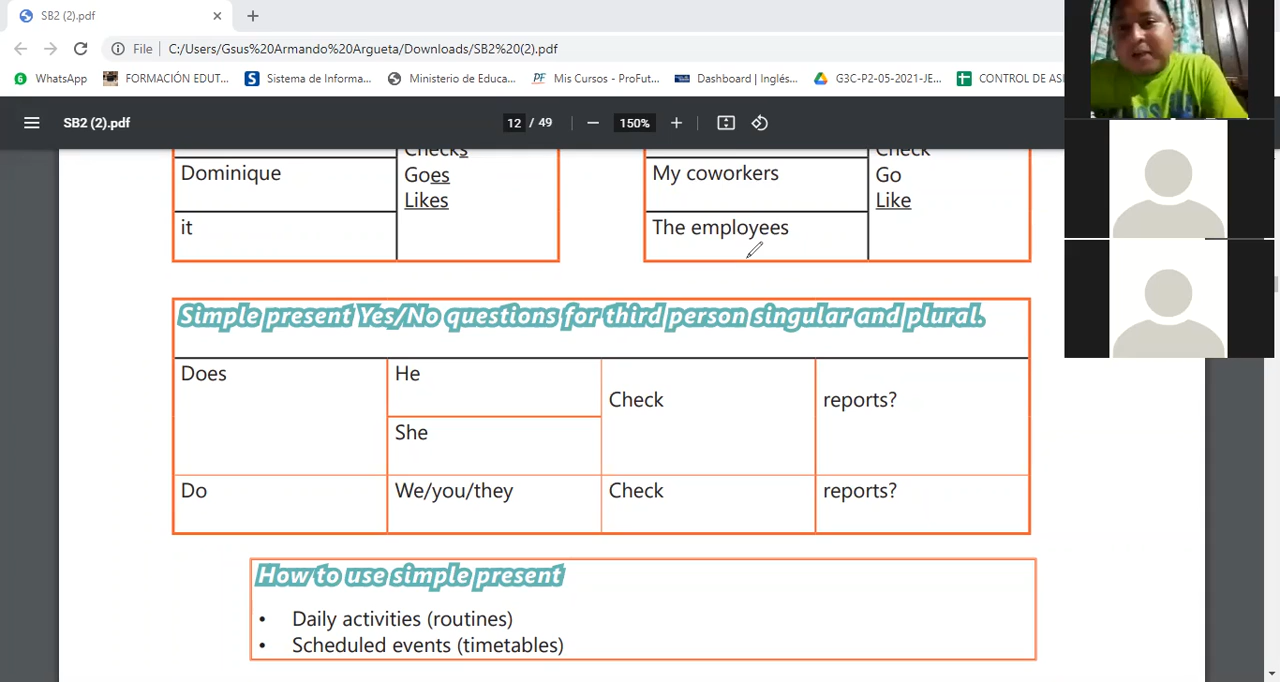 SB2 (2).pdf
File
C:/Users/Gsus%20Armando%20Argueta/Downloads/SB2%20(2).pdf
WhatsApp
FORMACIÓN EDUT...
Sistema de Informa...
Ministerio de Educa...
Mis Cursos - ProFut...
Dashboard | Inglés...
G3C-P2-05-2021-JE...
CONTROL DE ASI
SB2 (2).pdf
12 / 49
150%
Checks
Dominique
Goes
Likes
it
Check
My coworkers
Go
Like
The employees
Simple present Yes/No questions for third person singular and plural.
Does
He
Check
reports?
She
Do
We/you/they
Check
reports?
How to use simple present
• Daily activities (routines)
• Scheduled events (timetables)